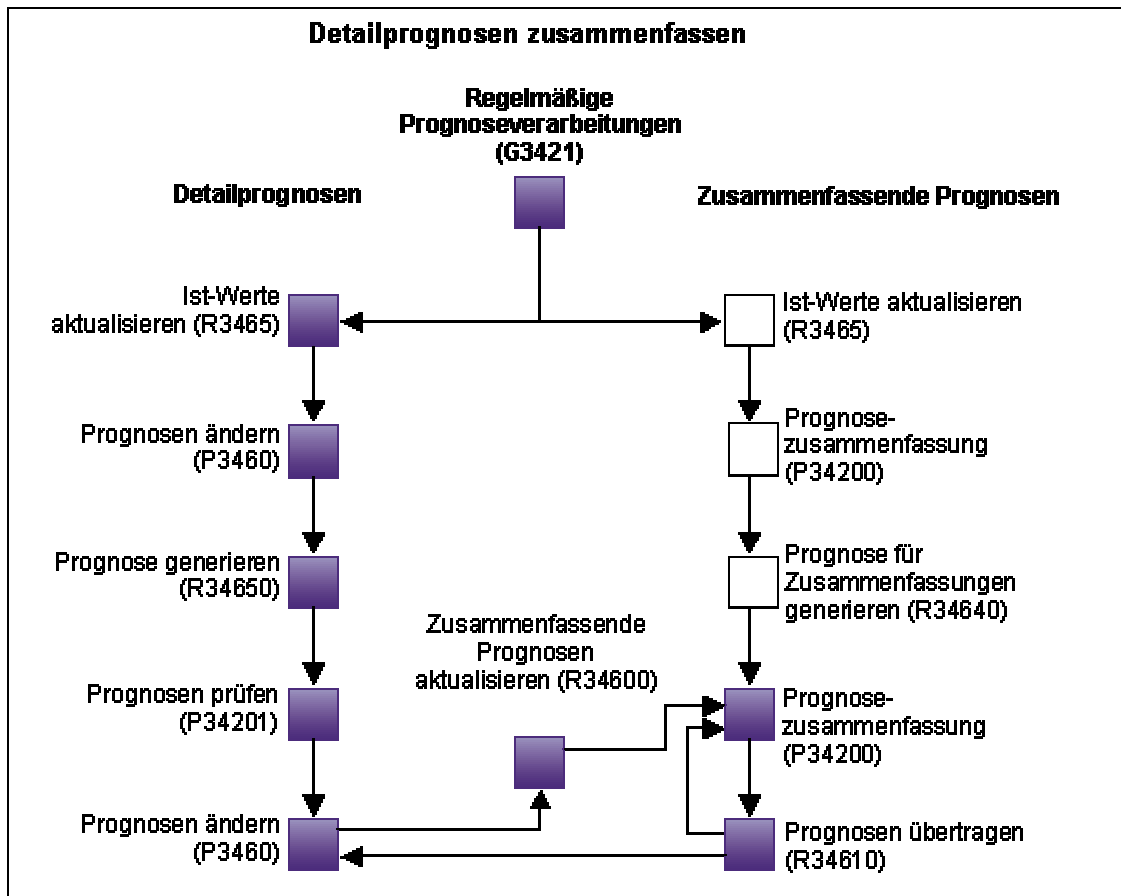 Detailprognosen zusammenfassen
Regelmäßige
Prognoseverarbeitungen
(G3421)
Detailprognosen
Zusammenfassende Prognosen
Ist-Werte
aktualisieren (R3465)
Ist-Werte aktualisieren
(R3465)
Prognosen ändern
(P3460)
Prognose-
zusammenfassung
(P34200)
Prognose generieren
(R34650)
Prognose für
Zusammenfassungen
generieren (R34640)
Zusammenfassende
Prognosen
aktualisieren (R34600)
Prognosen prüfen
(P34201)
Prognose-
zusammenfassung
(P34200)
Prognosen ändern
(P3460)
Prognosen übertragen
(R34610)